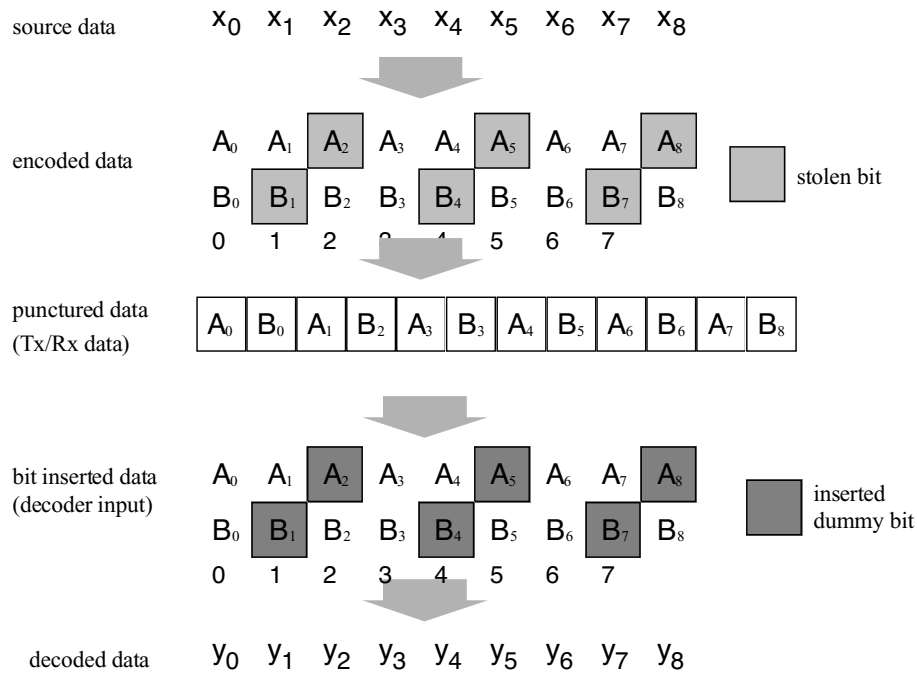 source data x0 x1 x2 x3 x4 x5 x6 x7 x8
encoded data
A0 A1 A2 A3 A4 A5 A6 A7 A8
B0 B1 B2 B3 B4 B5 B6 B7 B8
stolen bit
0 1 2 3 4 5 6 7
punctured data
(Tx/Rx data)
A0 B0 A1 B2 A3 B3 A4 B5 A6 B6 A7 B8
bit inserted data
(decoder input)
A0 A1 A2 A3 A4 A5 A6 A7 A8
B0 B1 B2 B3 B4 B5 B6 B7 B8
inserted
dummy bit
0 1 2 3 4 5 6 7
decoded data y0 y1 y2 y3 y4 y5 y6 y7 y8